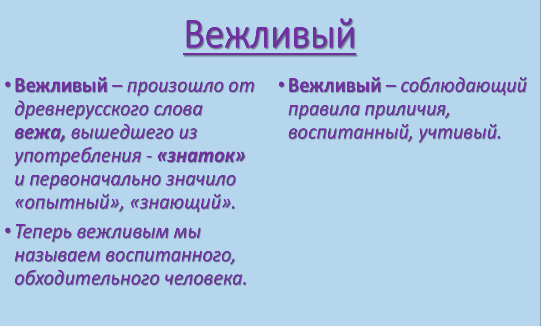 Вежливый
• Вежливый – произошло от
древнерусского слова
вежа, вышедшего из
употребления - «знаток»
и первоначально значило
«опытный», «знающий».
• Теперь вежливым мы
называем воспитанного,
обходительного человека.
• Вежливый – соблюдающий
правила приличия,
воспитанный, учтивый.